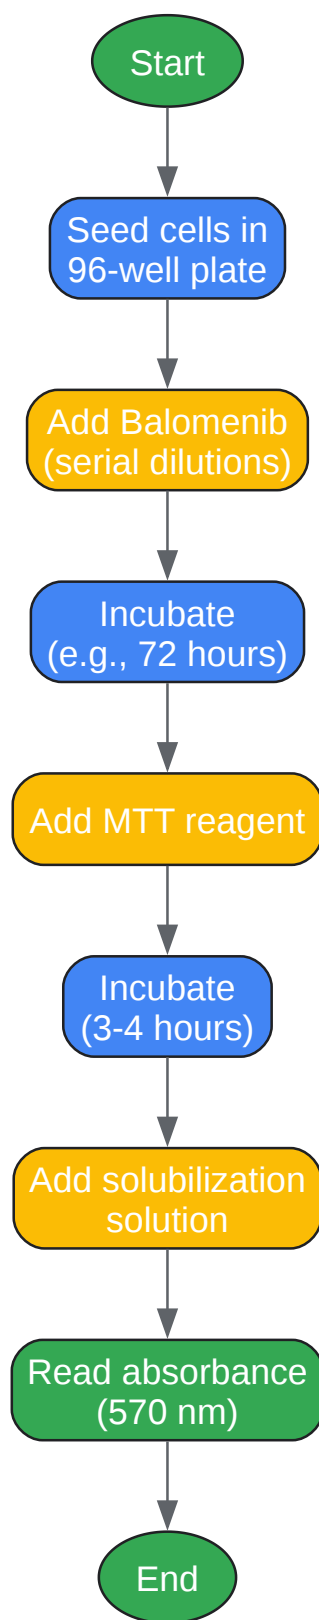 Start
Seed cells in
96-well plate
Add Balomenib
(serial dilutions)
Incubate
(e.g., 72 hours)
Add MTT reagent
Incubate
(3-4 hours)
Add solubilization
solution
Read absorbance
(570 nm)
End